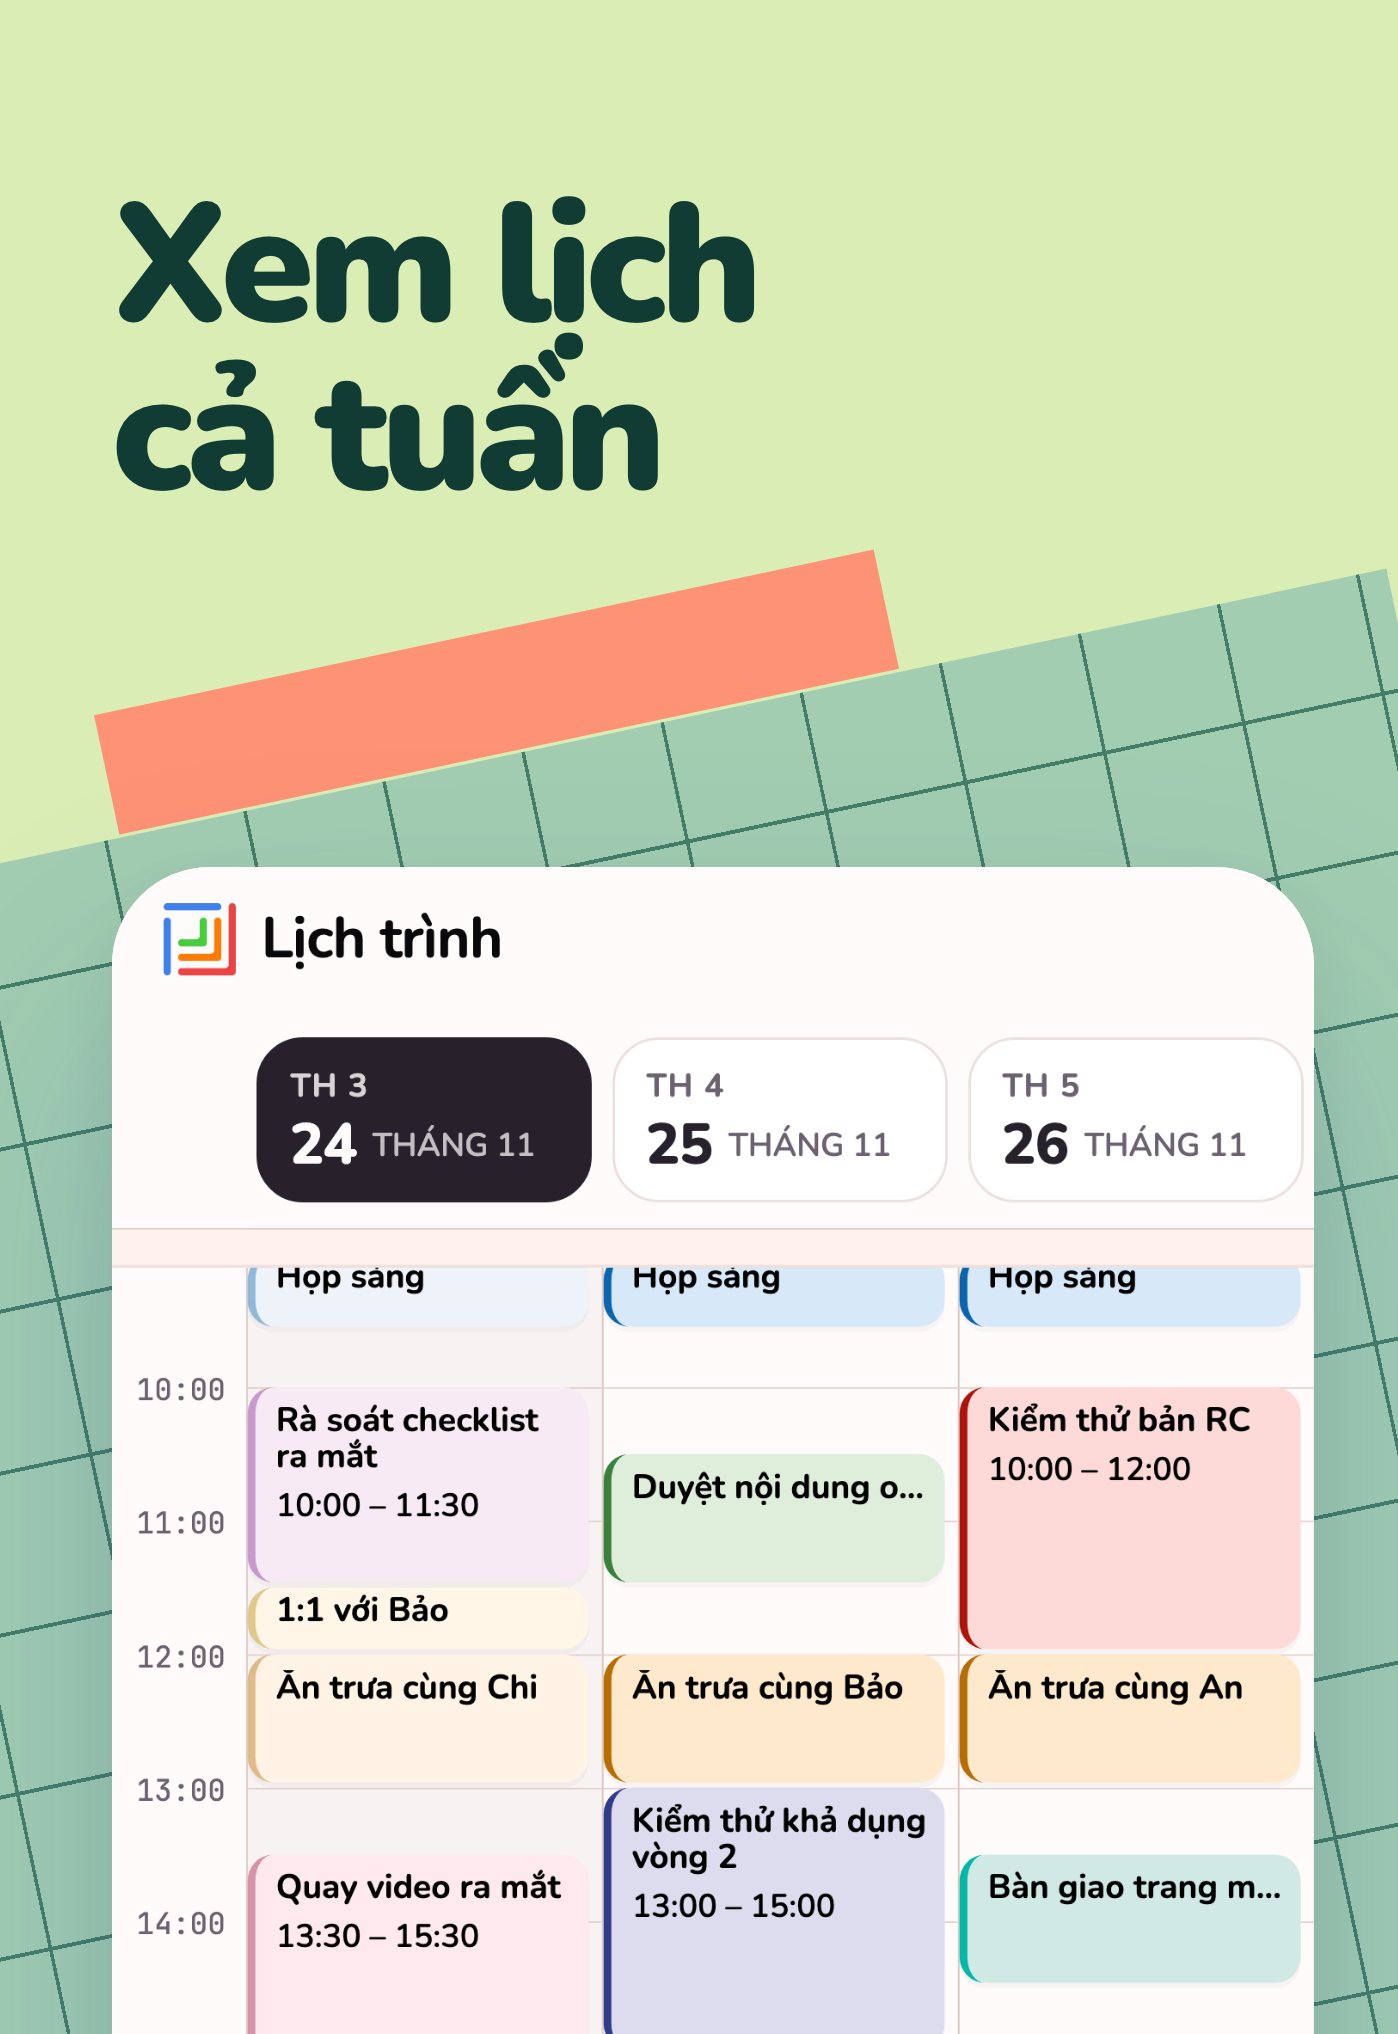 Xem lịch
cả tuần
Lịch trình
TH 3
24 THÁNG 11
TH 4
25 THÁNG 11
TH 5
26 THÁNG 11
Họp sáng
Họp sáng
Họp sáng
10:00
Rà soát checklist
ra mắt
10:00 – 11:30
Duyệt nội dung o...
Kiểm thử bản RC
10:00 – 12:00
11:00
1:1 với Bảo
12:00
Ăn trưa cùng Chi
Ăn trưa cùng Bảo
Ăn trưa cùng An
13:00
Kiểm thử khả dụng
vòng 2
13:00 – 15:00
Quay video ra mắt
13:30 – 15:30
Bàn giao trang m...
14:00